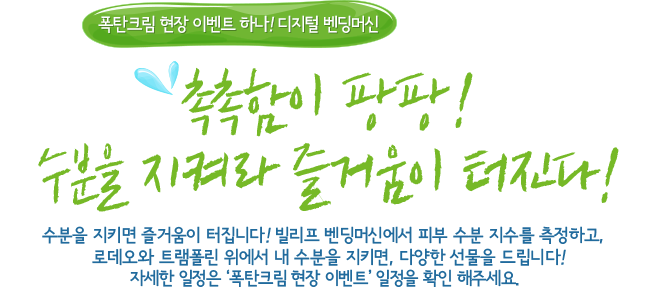 폭탄크림 현장 이벤트 하나! 디지털 벤딩머신
촉촉함이 팡팡!
수분을 지켜라 즐거움이 터진다!
수분을 지키면 즐거움이 터집니다! 빌리프 벤딩머신에서 피부 수분 지수를 측정하고,
로데오와 트램폴린 위에서 내 수분을 지키면, 다양한 선물을 드립니다!
자세한 일정은 ‘폭탄크림 현장 이벤트’ 일정을 확인 해주세요.